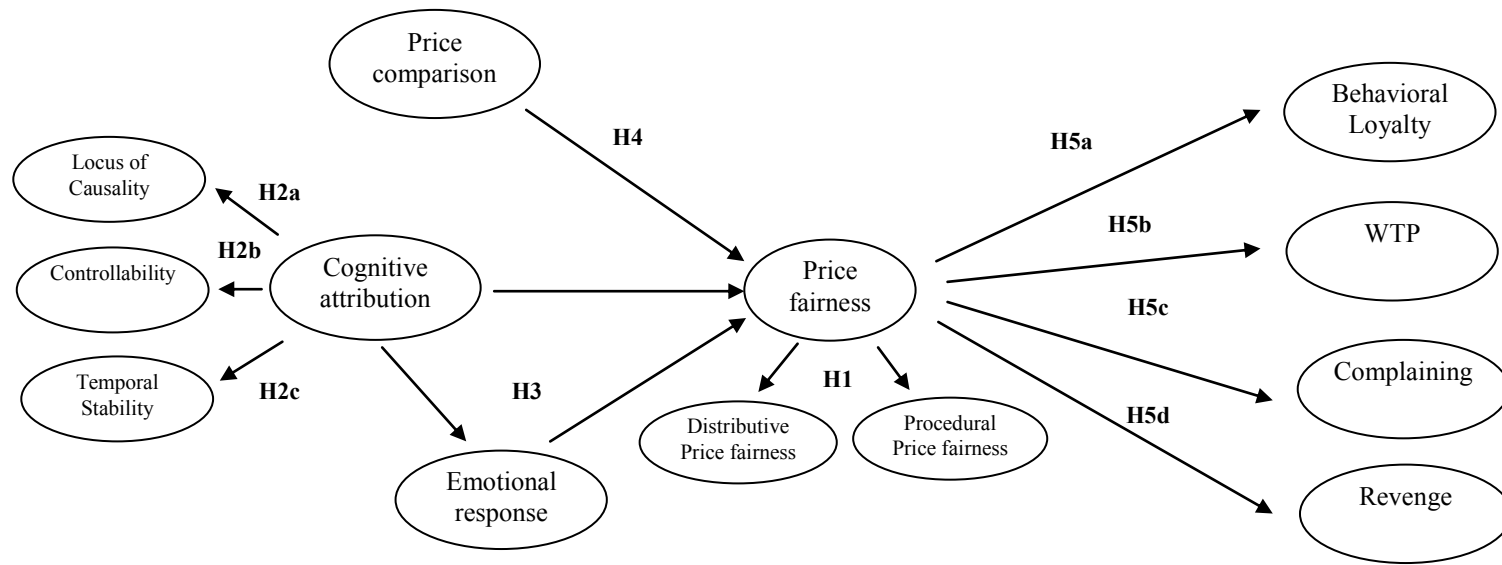 Price
comparison
Behavioral
Loyalty
H4
H5a
Locus of
Causality
H2a
H2b
H5b
WTP
Controllability
Cognitive
attribution
Price
fairness
H5c
Temporal
Stability
H2c
H3
H1
Complaining
Distributive
Price fairness
Procedural
Price fairness
H5d
Emotional
response
Revenge